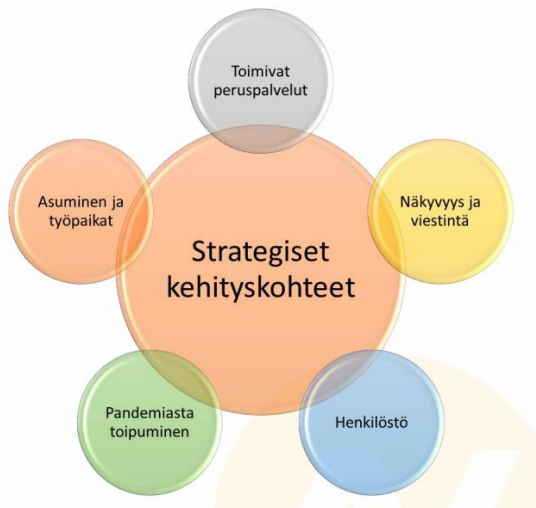 Toimivat
peruspalvelut
Asuminen ja
työpaikat
Näkyvyys ja
viestintä
Strategiset
kehityskohteet
Pandemiasta
toipuminen
Henkilöstö